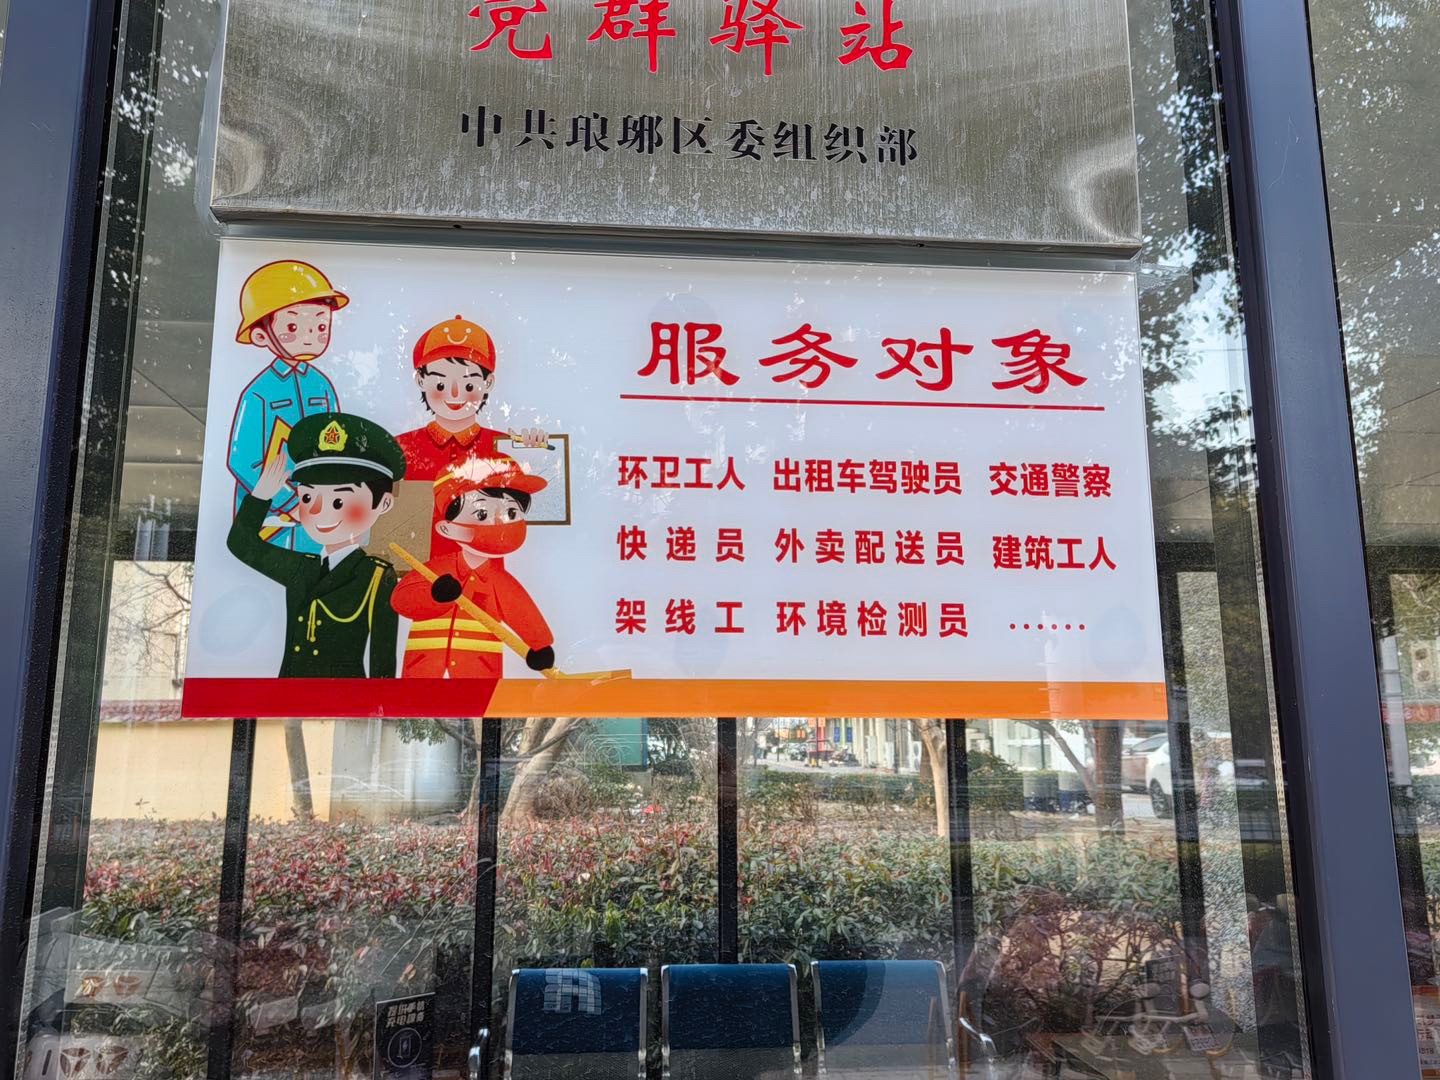 党群驿站
中共琅琊区委组织部
服务对象
环卫工人 出租车驾驶员 交通警察
快递员 外卖配送员 建筑工人
架线工 环境检测员 ······